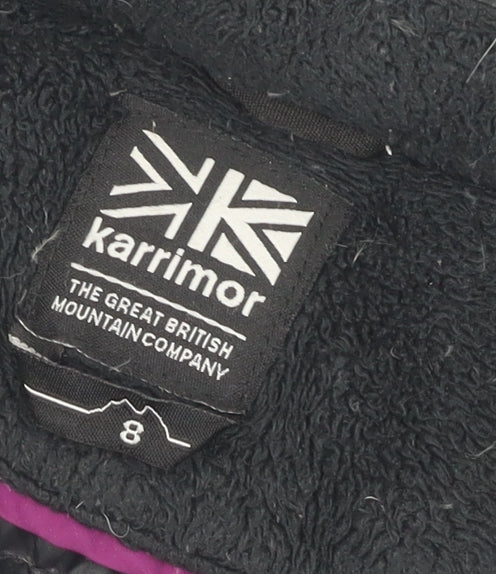 karrimor
THE GREAT BRITISH
MOUNTAIN COMPANY
8